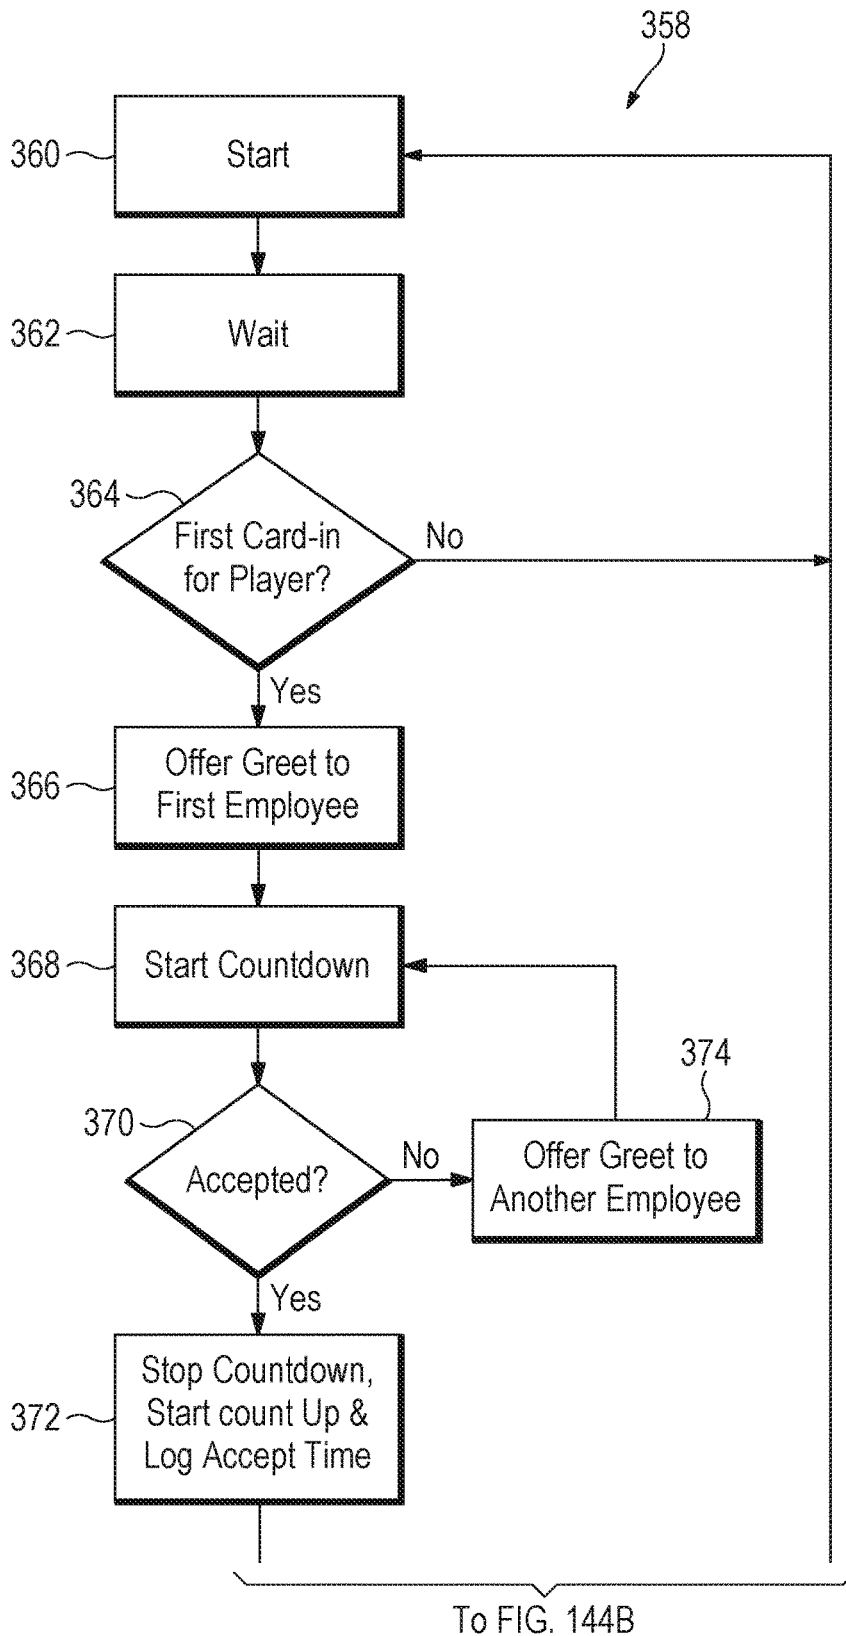 358
360
Start
362
Wait
364
First Card-in
for Player?
No
Yes
366
Offer Greet to
First Employee
368
Start Countdown
370
Accepted?
No
374
Offer Greet to
Another Employee
Yes
372
Stop Countdown,
Start count Up &
Log Accept Time
To FIG. 144B